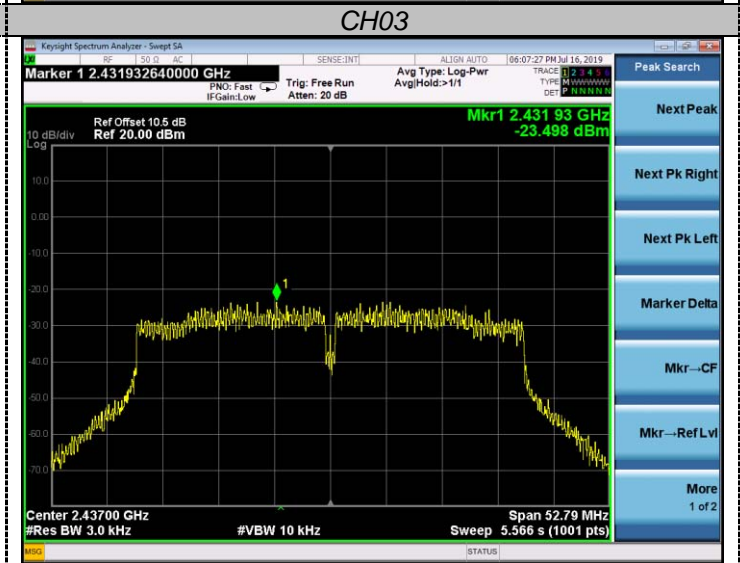 CH03
Keysight Spectrum Analyzer - Swept SA
RF 50 Ω AC SENSE:INT ALIGN AUTO 06:07:27 PM Jul 16, 2019
Marker 1 2.431932640000 GHz
PNO: Fast
IFGain:Low
Trig: Free Run
Atten: 20 dB
Avg Type: Log-Pwr
Avg|Hold:>1/1
TRACE 1 2 3 4 5 6
TYPE M WWWWW
DET P N N N N N
Peak Search
Mkr1 2.431 93 GHz
-23.498 dBm
Ref Offset 10.5 dB
10 dB/div Ref 20.00 dBm
Log
10.0
0.00
-10.0
-20.0
-30.0
-40.0
-50.0
-60.0
-70.0
1
Center 2.43700 GHz Span 52.79 MHz
#Res BW 3.0 kHz #VBW 10 kHz Sweep 5.566 s (1001 pts)
Next Peak
Next Pk Right
Next Pk Left
Marker Delta
Mkr→CF
Mkr→Ref Lvl
More
1 of 2
MSG STATUS